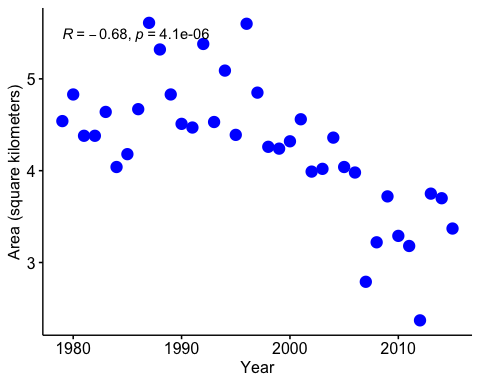 R = −0.68, p = 4.1e−06
5
4
3
Area (square kilometers)
1980 1990 2000 2010
Year